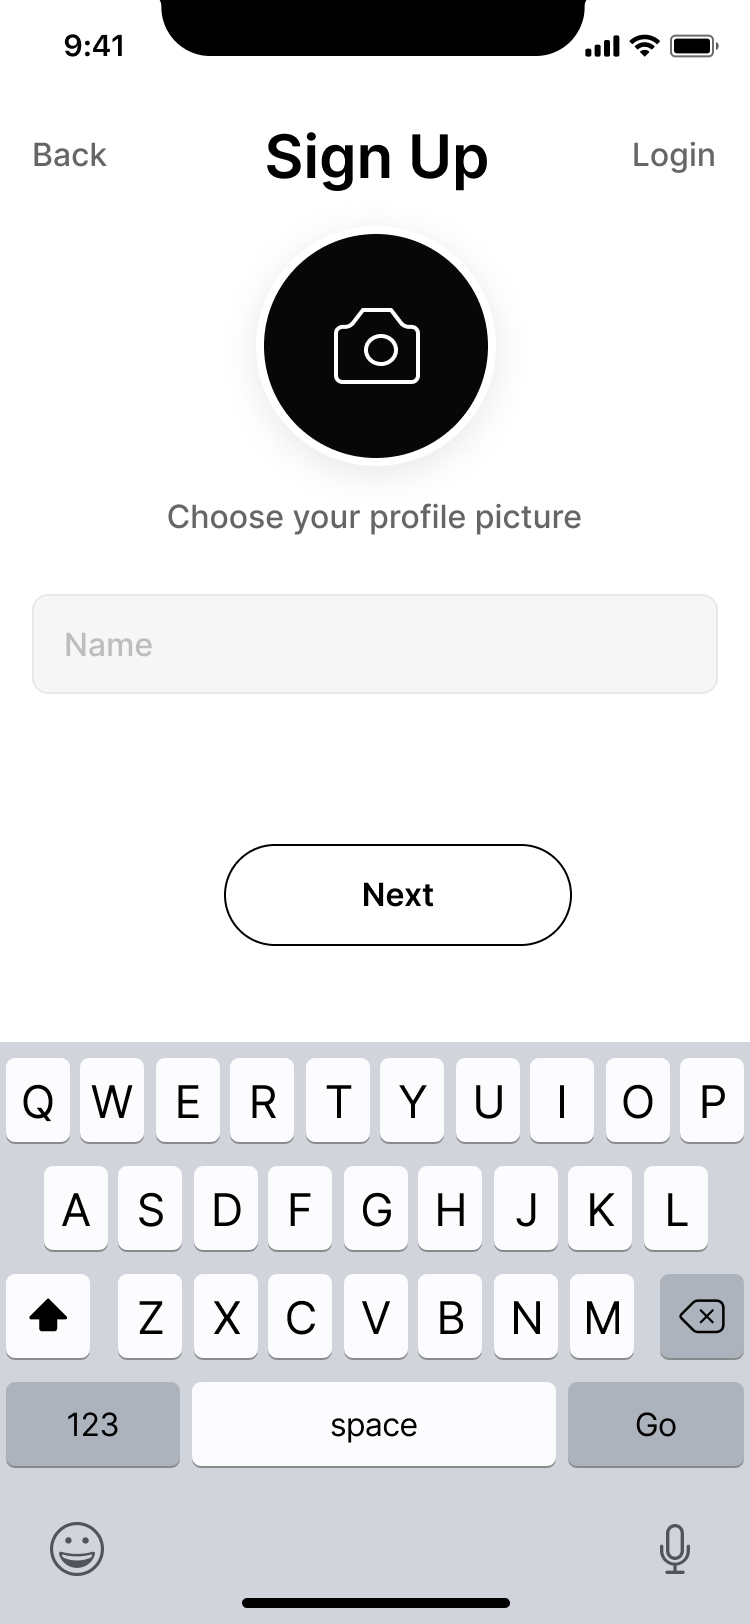 9:41
Back Sign Up Login
Choose your profile picture
Name
Next
Q W E R T Y U I O P
A S D F G H J K L
Z X C V B N M
123 space Go